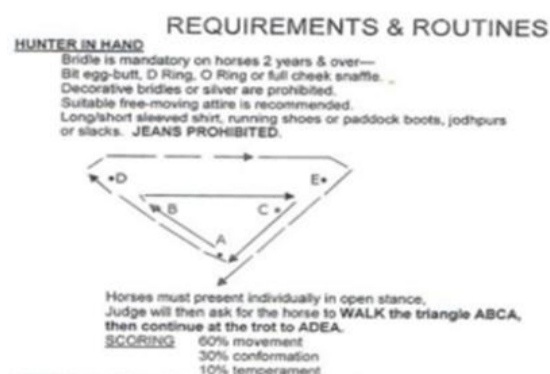 REQUIREMENTS & ROUTINES
HUNTER IN HAND
Bridle is mandatory on horses 2 years & over—
Bit egg-butt, D Ring, O Ring or full cheek snaffle.
Decorative bridles or silver are prohibited.
Suitable free-moving attire is recommended.
Long/short sleeved shirt, running shoes or paddock boots, jodhpurs
or slacks. JEANS PROHIBITED.
D
E
B
C
A
Horses must present individually in open stance,
Judge will then ask for the horse to WALK the triangle ABCA,
then continue at the trot to ADEA.
SCORING 60% movement
30% conformation
10% temperament